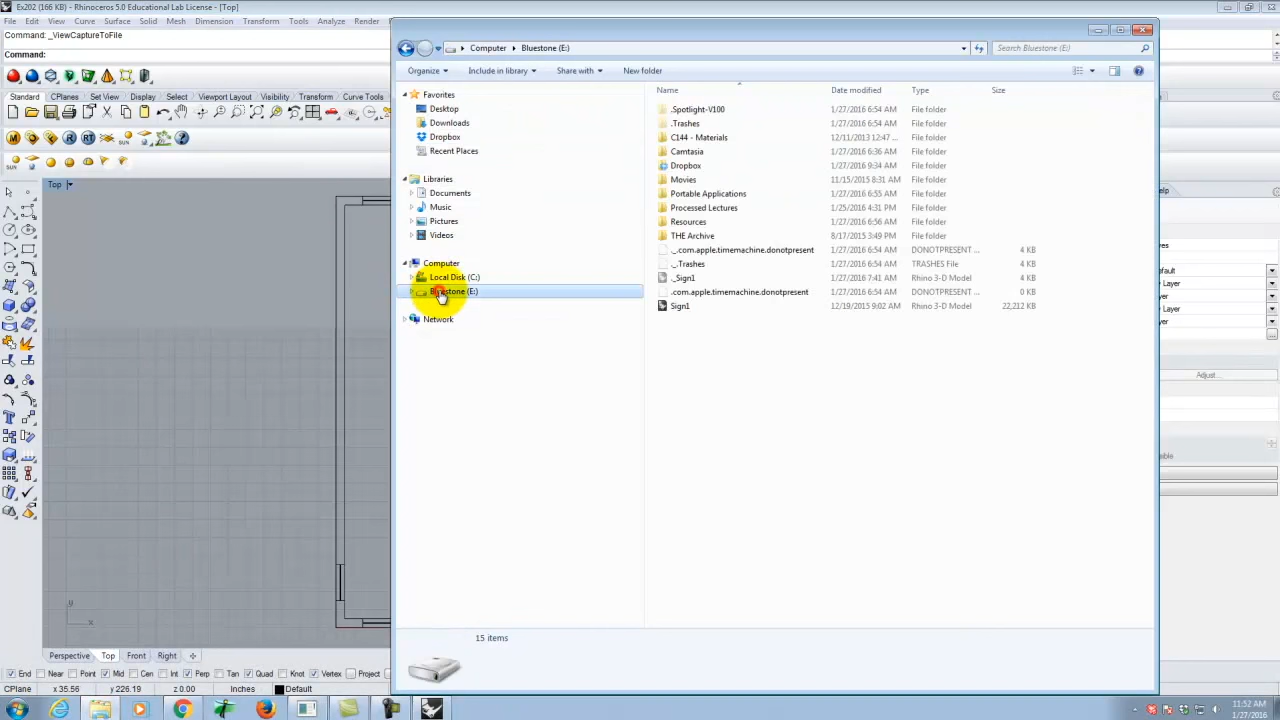 Ex202 (166 KB) - Rhinoceros 5.0 Educational Lab License - [Top]
File Edit View Curve Surface Solid Mesh Dimension Transform Tools Analyze Render
Command: _ViewCaptureToFile
Command:
Standard CPlanes Set View Display Select Viewport Layout Visibility Transform Curve Tools
Top
Computer Bluestone (E:)
Search Bluestone (E:)
Organize Include in library Share with New folder
Favorites
Desktop
Downloads
Dropbox
Recent Places
Libraries
Documents
Music
Pictures
Videos
Computer
Local Disk (C:)
Bluestone (E:)
Network
Name Date modified Type Size
.Spotlight-V100 1/27/2016 6:54 AM File folder
.Trashes 1/27/2016 6:54 AM File folder
C144 - Materials 12/11/2013 12:47 ... File folder
Camtasia 1/27/2016 6:36 AM File folder
Dropbox 1/27/2016 9:34 AM File folder
Movies 11/15/2015 8:31 AM File folder
Portable Applications 1/27/2016 6:55 AM File folder
Processed Lectures 1/25/2016 4:31 PM File folder
Resources 1/27/2016 6:56 AM File folder
THE Archive 8/17/2015 3:49 PM File folder
._.com.apple.timemachine.donotpresent 1/27/2016 6:54 AM DONOTPRESENT ... 4 KB
._.Trashes 1/27/2016 6:54 AM TRASHES File 4 KB
._Sign1 1/27/2016 7:41 AM Rhino 3-D Model 4 KB
.com.apple.timemachine.donotpresent 1/27/2016 6:54 AM DONOTPRESENT ... 0 KB
Sign1 12/19/2015 9:02 AM Rhino 3-D Model 22,212 KB
15 items
Adjust...
y
x
Perspective Top Front Right
End Near Point Mid Cen Int Perp Tan Quad Knot Vertex Project
CPlane x 35.56 y 226.19 z 0.00 Inches Default
11:52 AM
1/27/2016